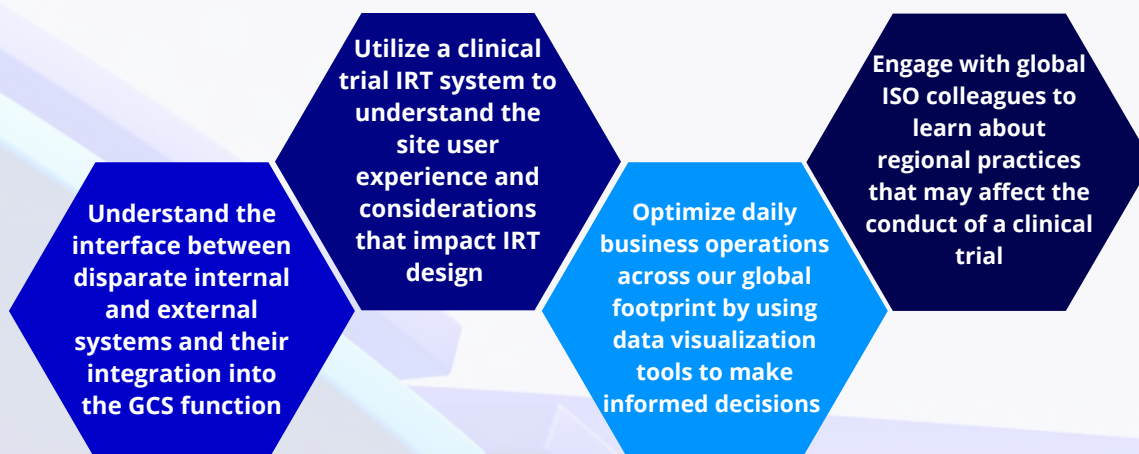 Understand the
interface between
disparate internal
and external
systems and their
integration into
the GCS function
Utilize a clinical
trial IRT system to
understand the
site user
experience and
considerations
that impact IRT
design
Optimize daily
business operations
across our global
footprint by using
data visualization
tools to make
informed decisions
Engage with global
ISO colleagues to
learn about
regional practices
that may affect the
conduct of a clinical
trial